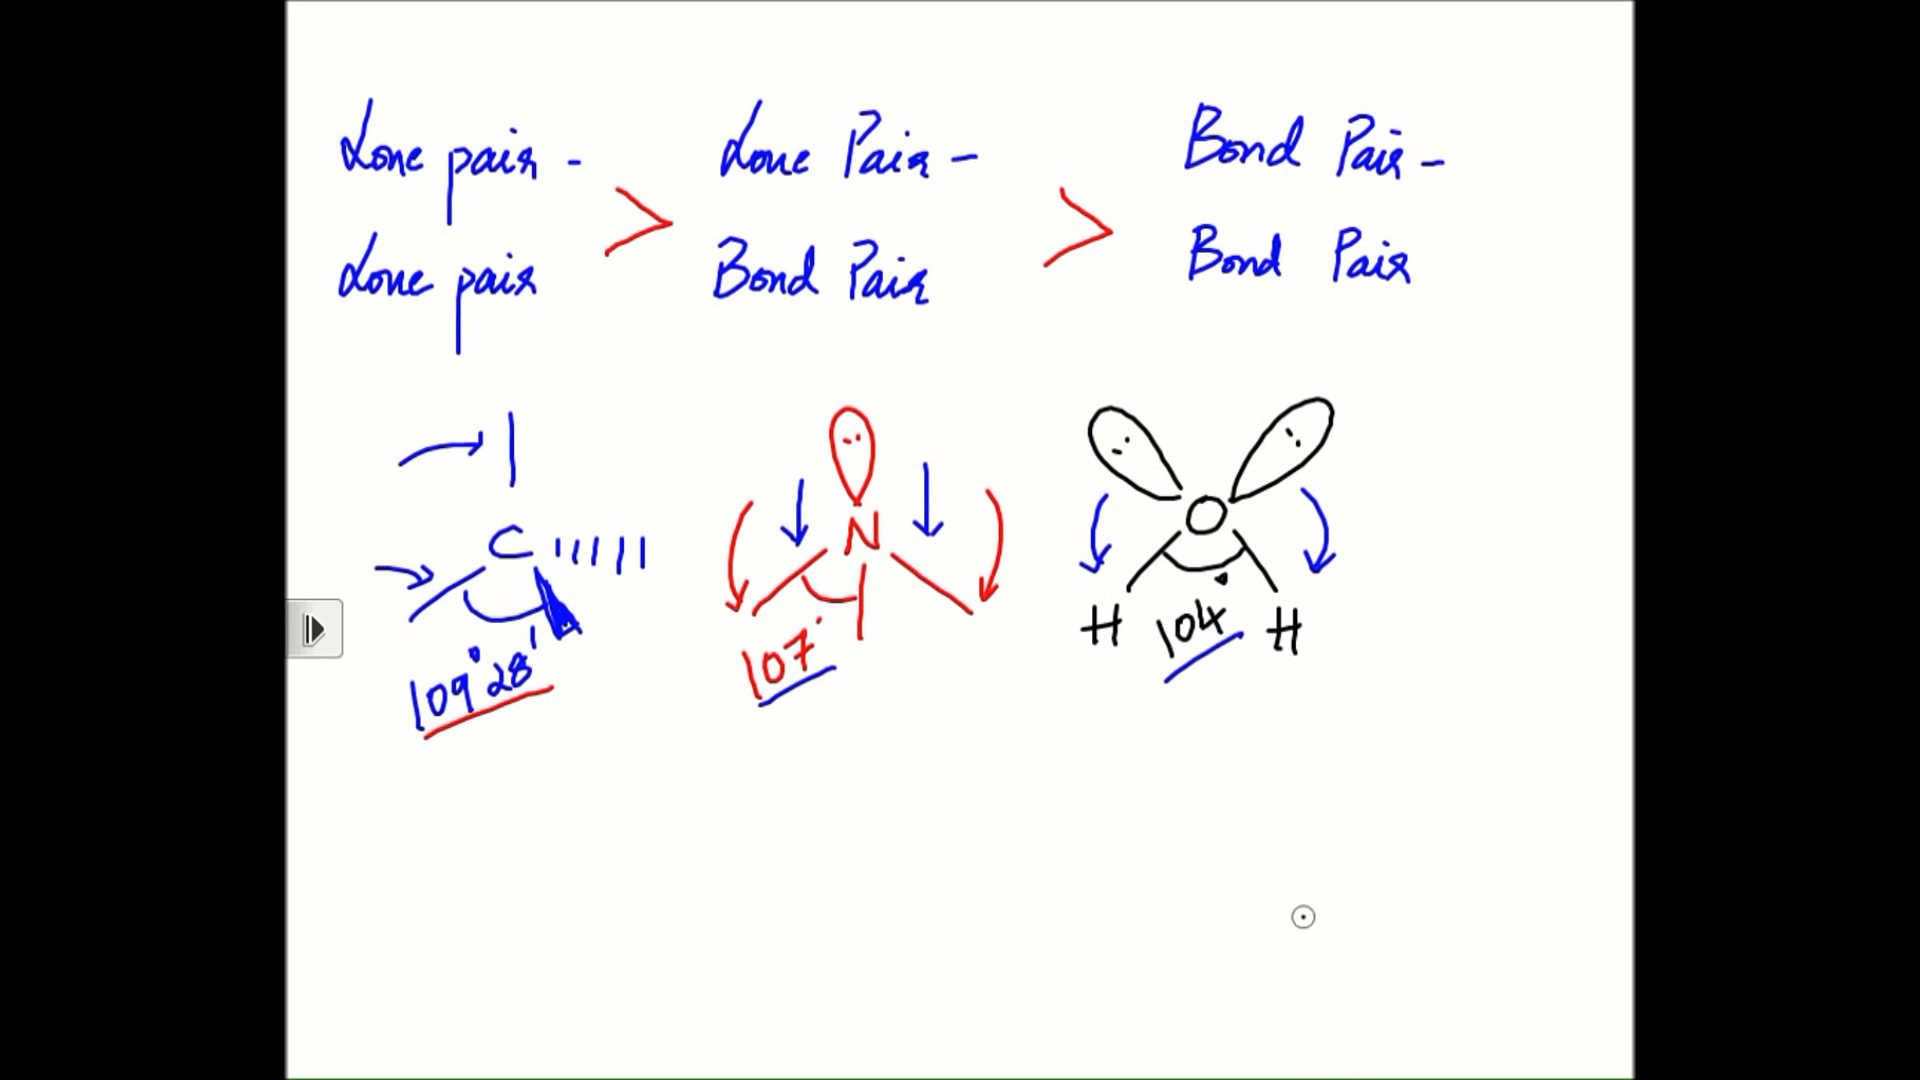 Lone pair - > Lone Pair - > Bond Pair -
Lone pair Bond Pair Bond Pair
C
N
O
H H
109°28'
107°
104°